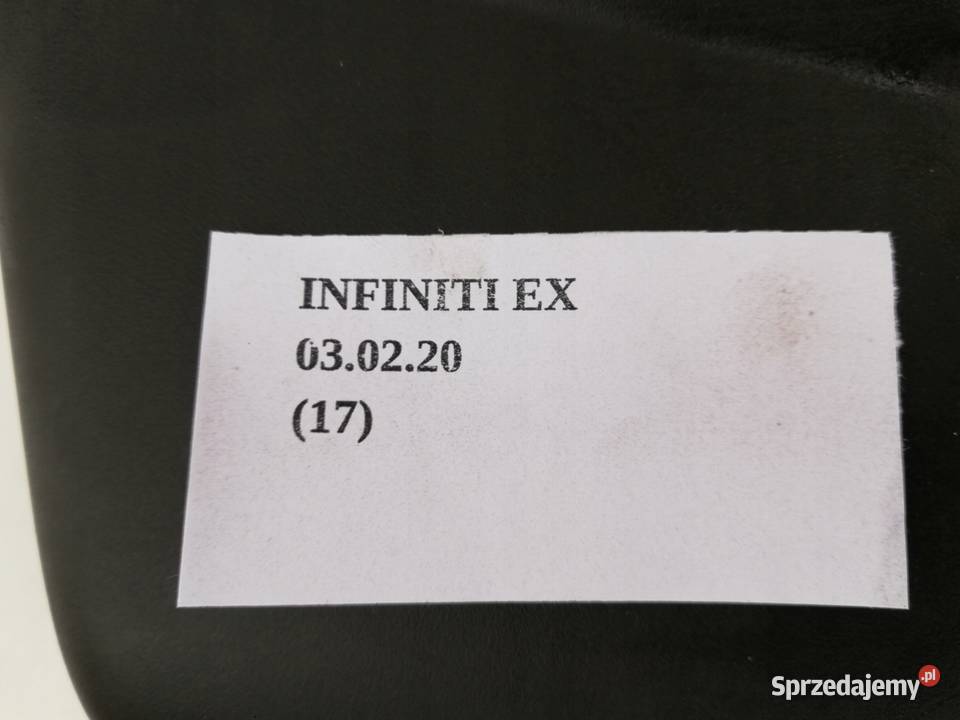 INFINITI EX
03.02.20
(17)
Sprzedajemy.pl